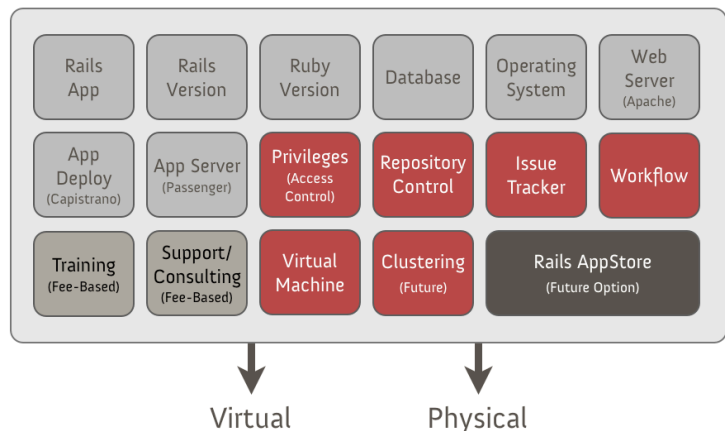 Rails
App
Rails
Version
Ruby
Version
Database
Operating
System
Web
Server
(Apache)
App
Deploy
(Capistrano)
App Server
(Passenger)
Privileges
(Access
Control)
Repository
Control
Issue
Tracker
Workflow
Training
(Fee-Based)
Support/
Consulting
(Fee-Based)
Virtual
Machine
Clustering
(Future)
Rails AppStore
(Future Option)
Virtual
Physical